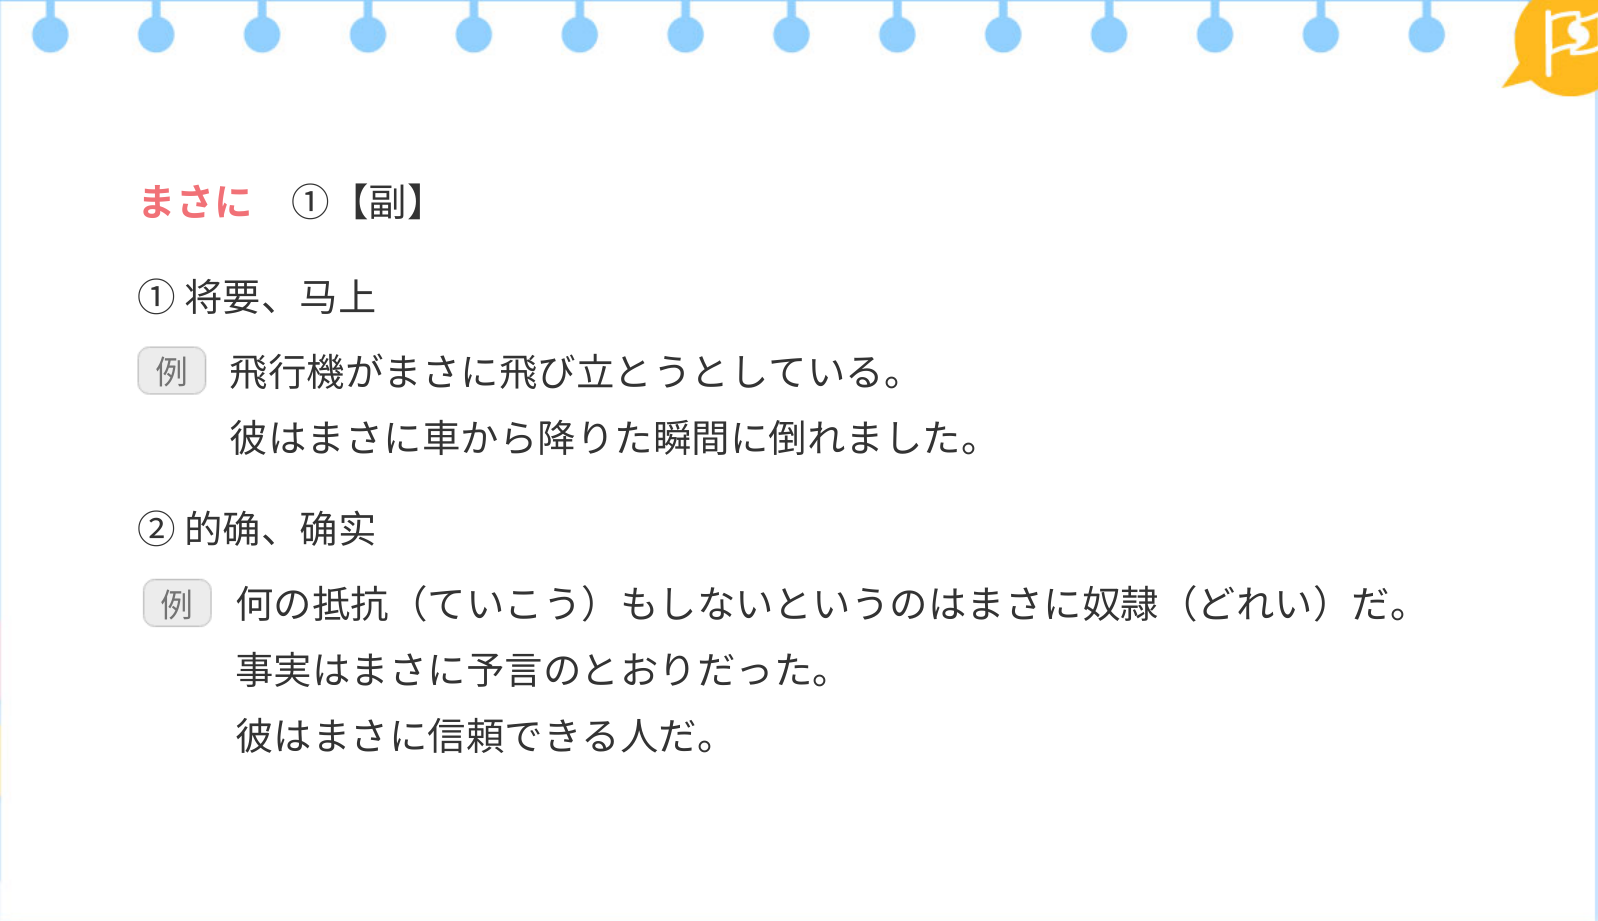 まさに ①【副】
① 将要、马上
例 飛行機がまさに飛び立とうとしている。
彼はまさに車から降りた瞬間に倒れました。
② 的确、确实
例 何の抵抗（ていこう）もしないというのはまさに奴隷（どれい）だ。
事実はまさに予言のとおりだった。
彼はまさに信頼できる人だ。